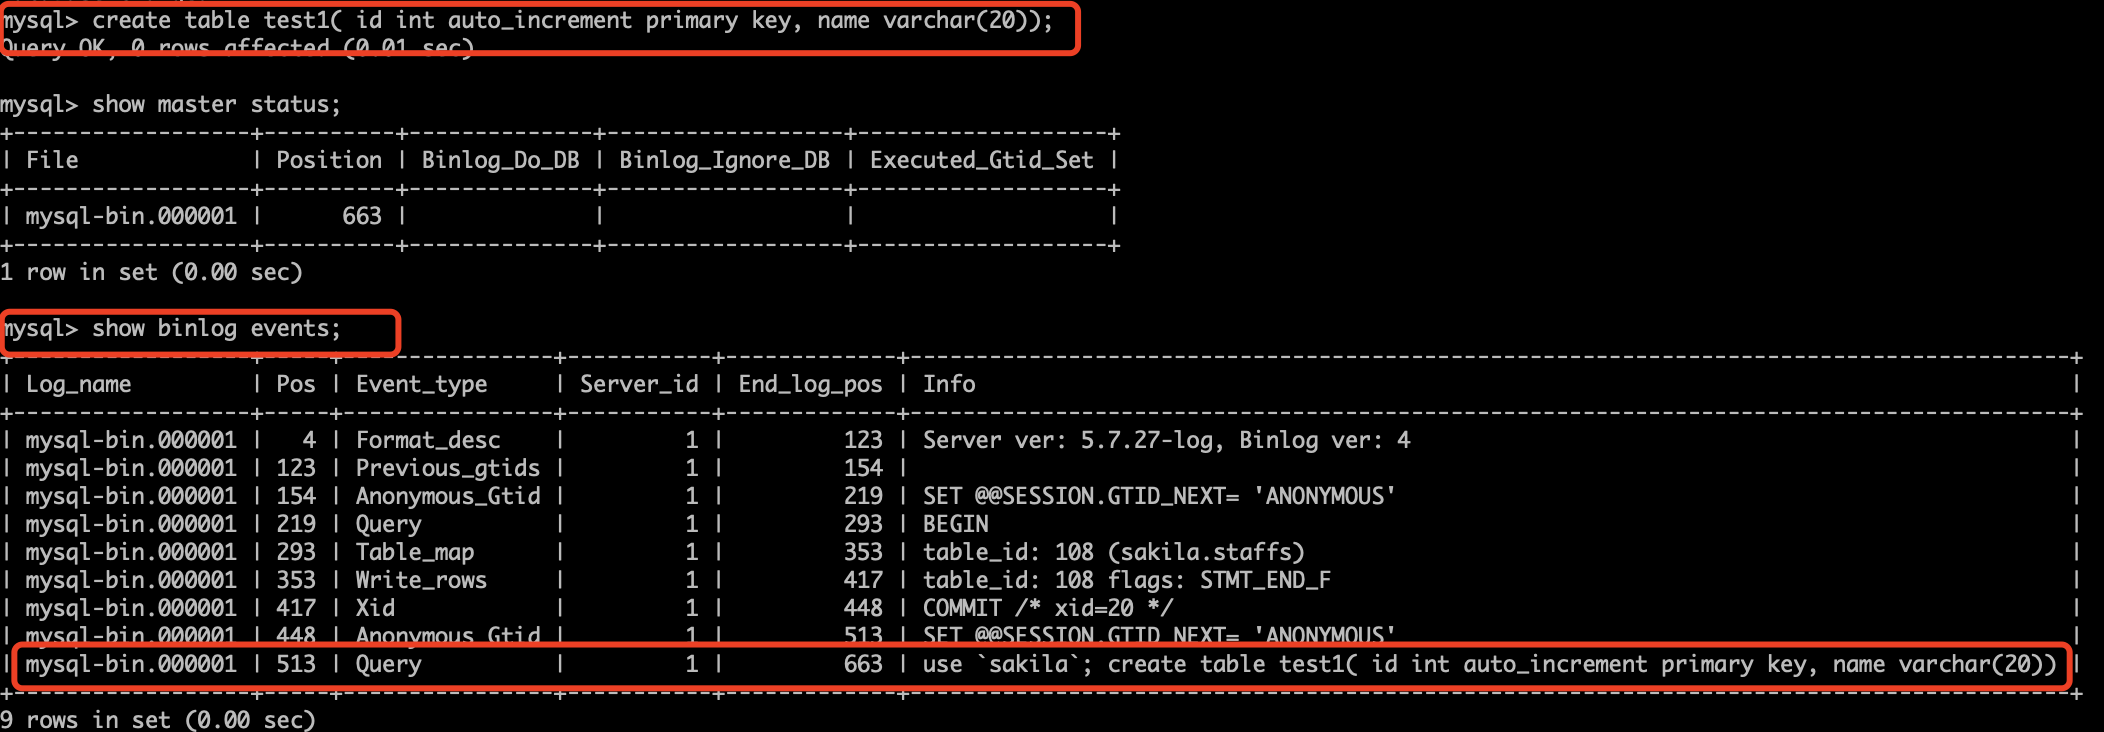 mysql> create table test1( id int auto_increment primary key, name varchar(20));
Query OK, 0 rows affected (0.01 sec)
mysql> show master status;
+------------------+----------+--------------+------------------+-------------------+
| File             | Position | Binlog_Do_DB | Binlog_Ignore_DB | Executed_Gtid_Set |
+------------------+----------+--------------+------------------+-------------------+
| mysql-bin.000001 |      663 |              |                  |                   |
+------------------+----------+--------------+------------------+-------------------+
1 row in set (0.00 sec)
mysql> show binlog events;
+------------------+-----+----------------+-----------+-------------+----------------------------------------------------------------------------------------+
| Log_name         | Pos | Event_type     | Server_id | End_log_pos | Info                                                                                   |
+------------------+-----+----------------+-----------+-------------+----------------------------------------------------------------------------------------+
| mysql-bin.000001 |   4 | Format_desc    |         1 |         123 | Server ver: 5.7.27-log, Binlog ver: 4                                                  |
| mysql-bin.000001 | 123 | Previous_gtids |         1 |         154 |                                                                                        |
| mysql-bin.000001 | 154 | Anonymous_Gtid |         1 |         219 | SET @@SESSION.GTID_NEXT= 'ANONYMOUS'                                                   |
| mysql-bin.000001 | 219 | Query          |         1 |         293 | BEGIN                                                                                  |
| mysql-bin.000001 | 293 | Table_map      |         1 |         353 | table_id: 108 (sakila.staffs)                                                          |
| mysql-bin.000001 | 353 | Write_rows     |         1 |         417 | table_id: 108 flags: STMT_END_F                                                        |
| mysql-bin.000001 | 417 | Xid            |         1 |         448 | COMMIT /* xid=20 */                                                                    |
| mysql-bin.000001 | 448 | Anonymous_Gtid |         1 |         513 | SET @@SESSION.GTID_NEXT= 'ANONYMOUS'                                                   |
| mysql-bin.000001 | 513 | Query          |         1 |         663 | use `sakila`; create table test1( id int auto_increment primary key, name varchar(20)) |
+------------------+-----+----------------+-----------+-------------+----------------------------------------------------------------------------------------+
9 rows in set (0.00 sec)